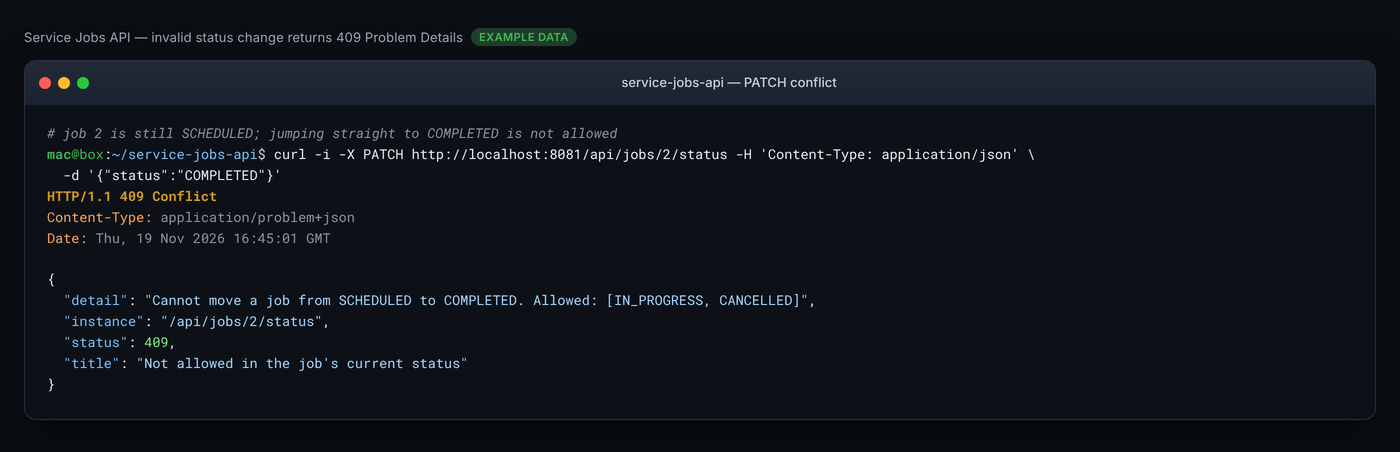 Service Jobs API — invalid status change returns 409 Problem Details EXAMPLE DATA
service-jobs-api — PATCH conflict
# job 2 is still SCHEDULED; jumping straight to COMPLETED is not allowed
mac@box:~/service-jobs-api$ curl -i -X PATCH http://localhost:8081/api/jobs/2/status -H 'Content-Type: application/json' \
  -d '{"status":"COMPLETED"}'
HTTP/1.1 409 Conflict
Content-Type: application/problem+json
Date: Thu, 19 Nov 2026 16:45:01 GMT
{
  "detail": "Cannot move a job from SCHEDULED to COMPLETED. Allowed: [IN_PROGRESS, CANCELLED]",
  "instance": "/api/jobs/2/status",
  "status": 409,
  "title": "Not allowed in the job's current status"
}